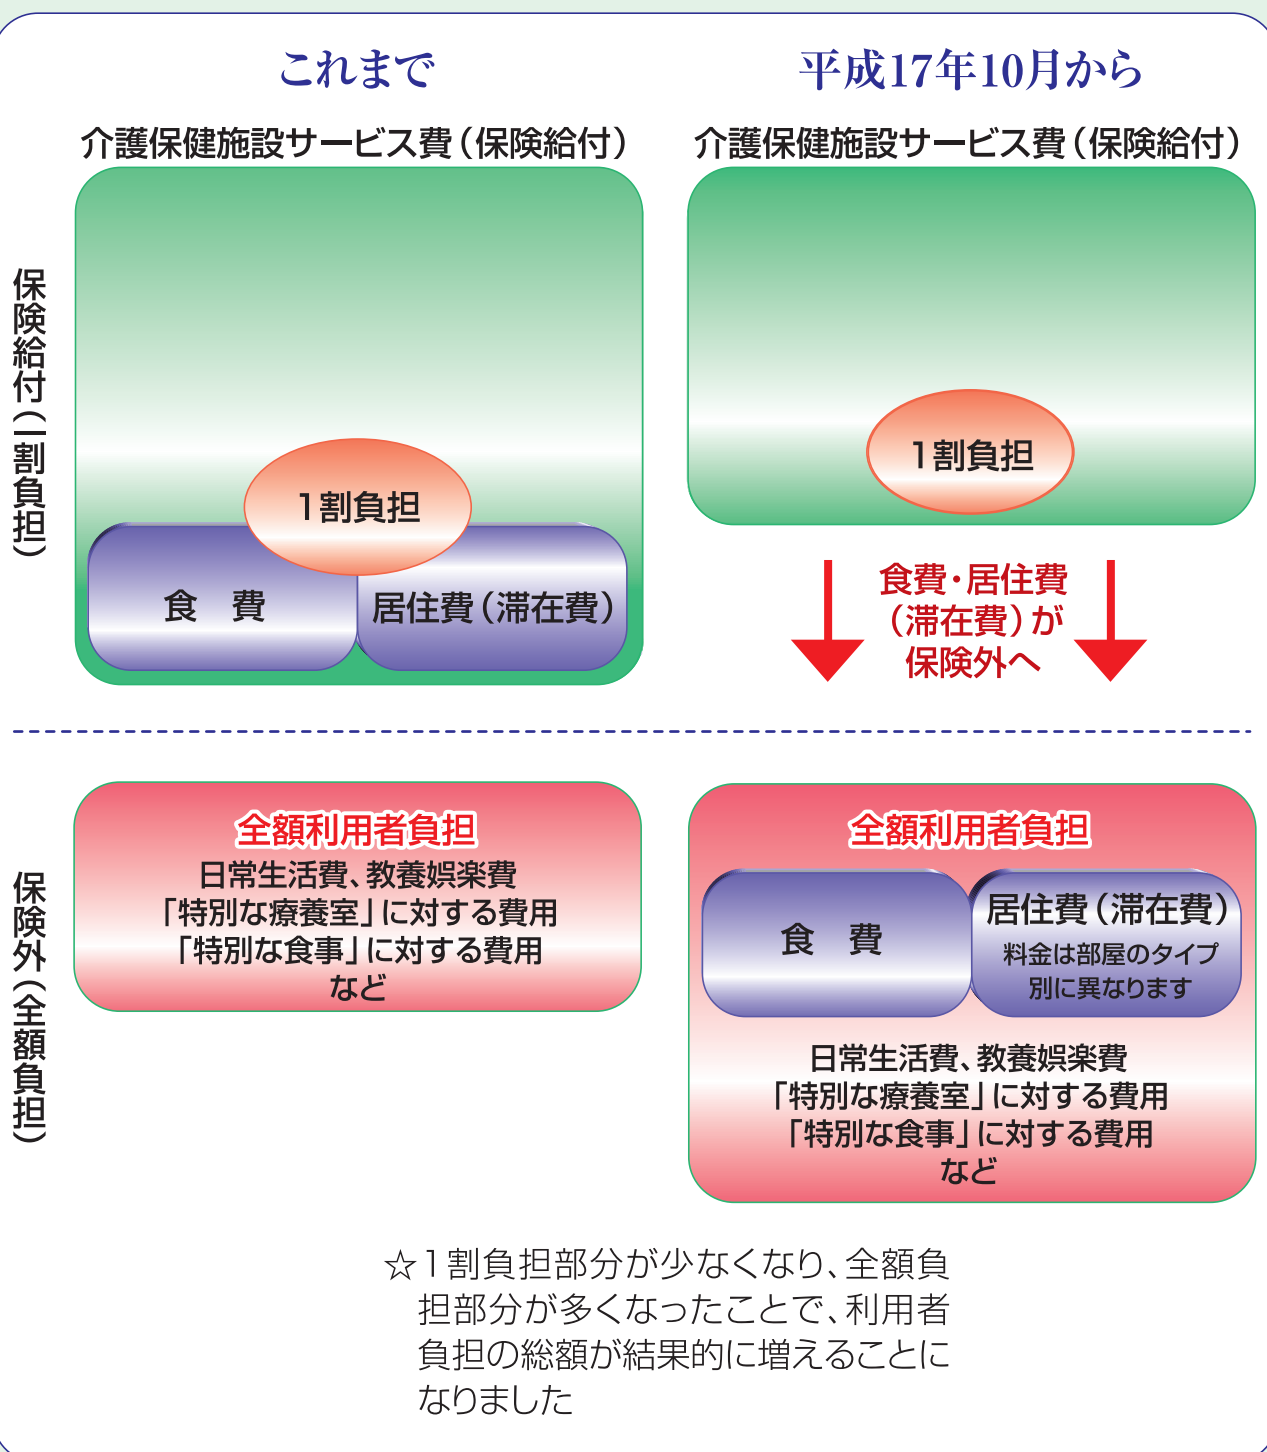 これまで
介護保健施設サービス費（保険給付）
保険給付（一割負担）
1割負担
食　費
居住費（滞在費）
平成17年10月から
介護保健施設サービス費（保険給付）
1割負担
食費・居住費
（滞在費）が
保険外へ
保険外（全額負担）
全額利用者負担
日常生活費、教養娯楽費
「特別な療養室」に対する費用
「特別な食事」に対する費用
など
全額利用者負担
食　費
居住費（滞在費）
料金は部屋のタイプ
別に異なります
日常生活費、教養娯楽費
「特別な療養室」に対する費用
「特別な食事」に対する費用
など
☆1割負担部分が少なくなり、全額負
担部分が多くなったことで、利用者
負担の総額が結果的に増えることに
なりました